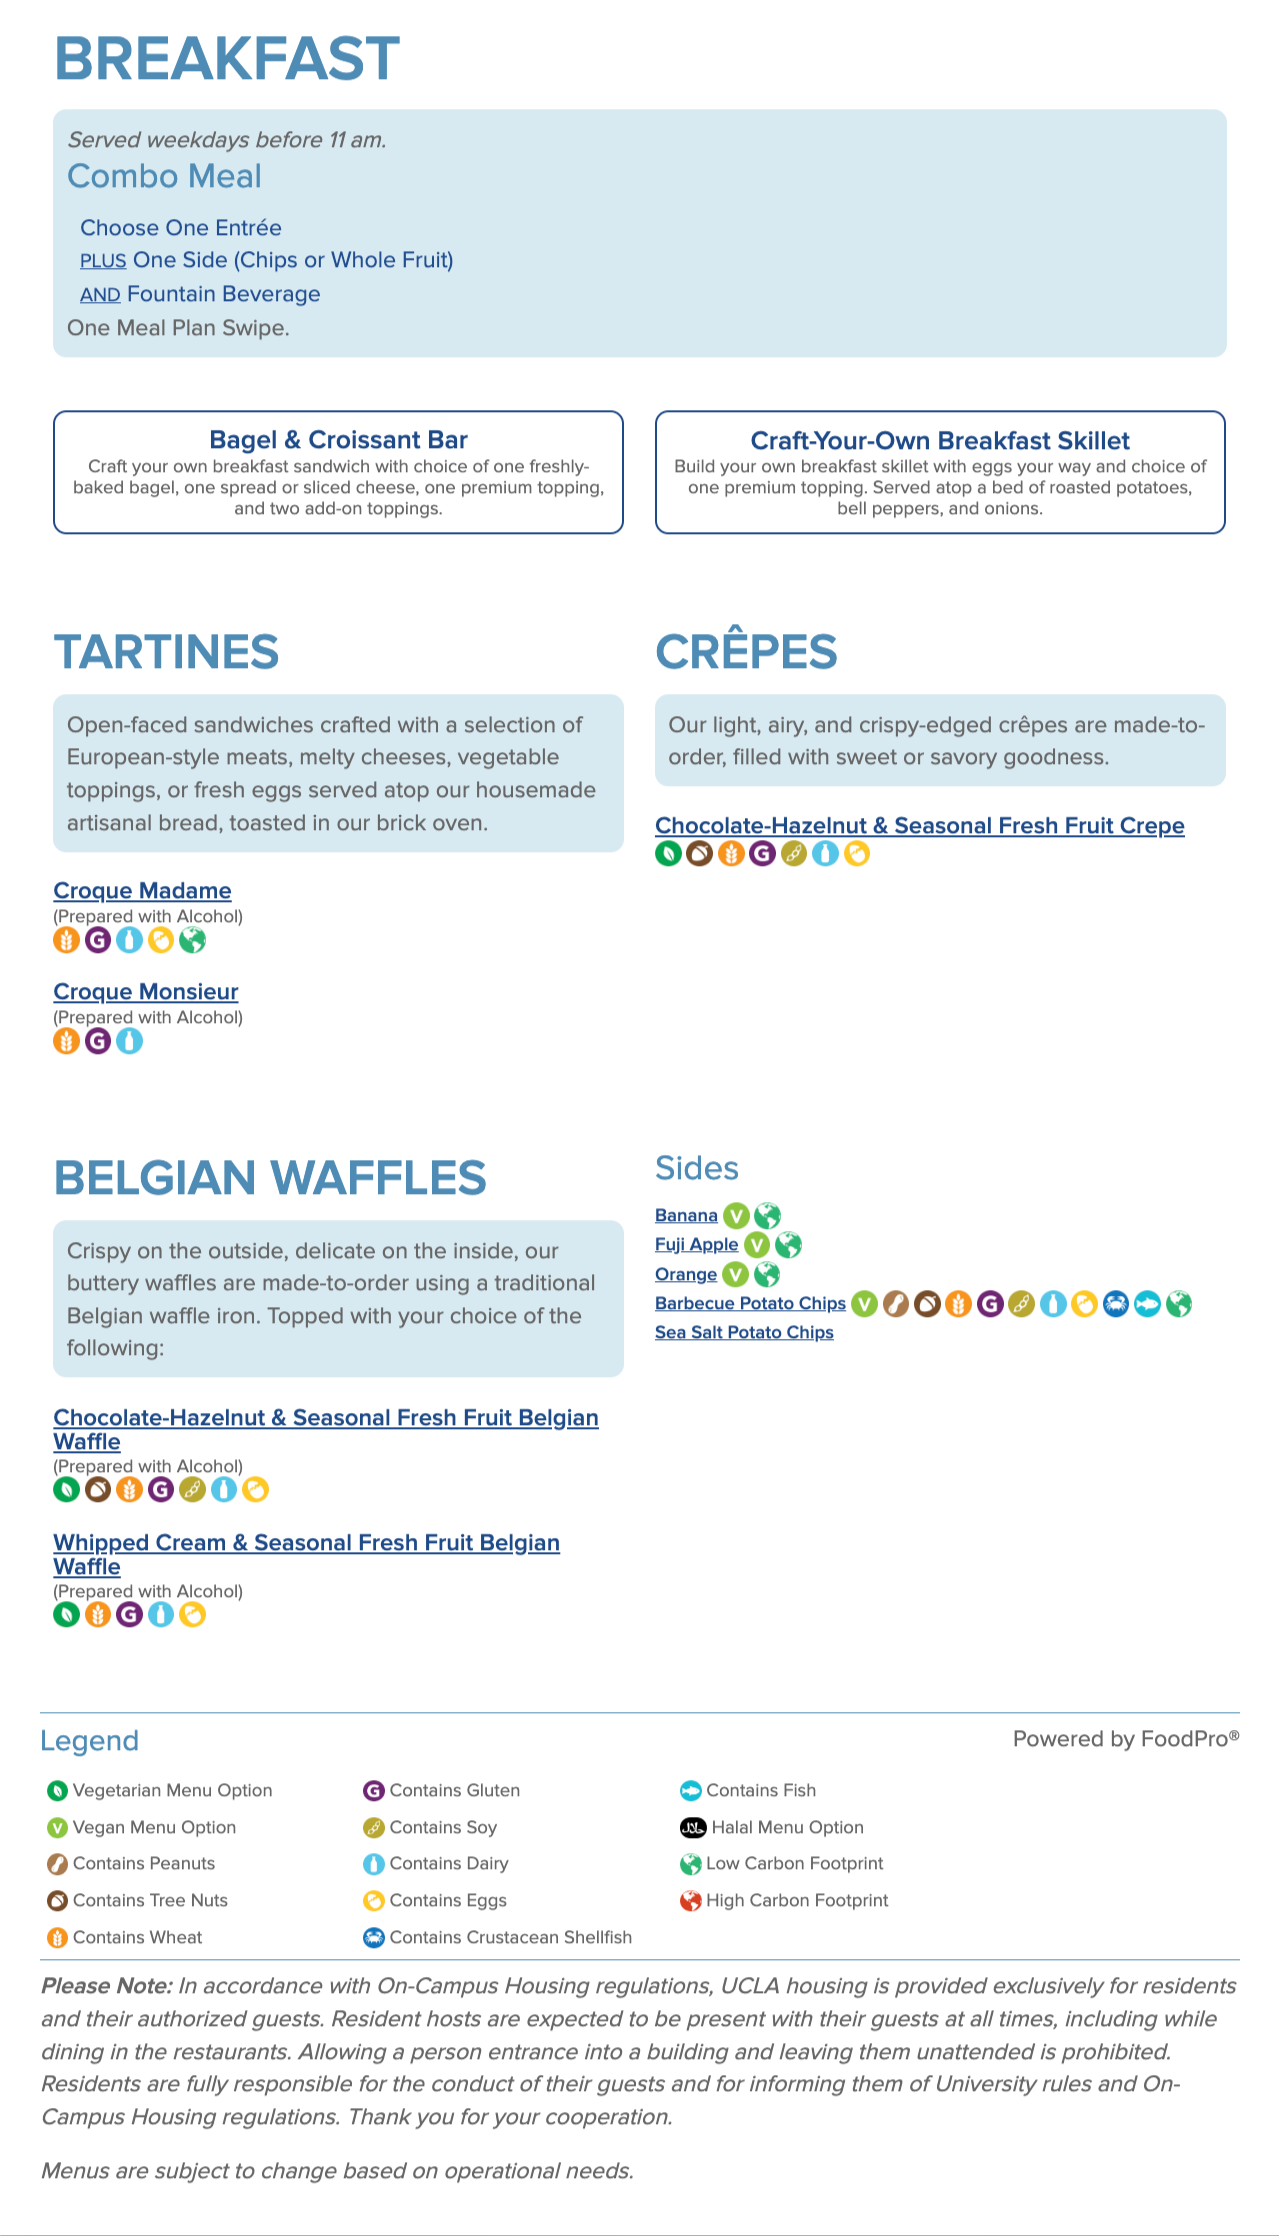 BREAKFAST
Served weekdays before 11 am.
Combo Meal
Choose One Entrée
PLUS One Side (Chips or Whole Fruit)
AND Fountain Beverage
One Meal Plan Swipe.
Bagel & Croissant Bar
Craft your own breakfast sandwich with choice of one freshly-
baked bagel, one spread or sliced cheese, one premium topping,
and two add-on toppings.
Craft-Your-Own Breakfast Skillet
Build your own breakfast skillet with eggs your way and choice of
one premium topping. Served atop a bed of roasted potatoes,
bell peppers, and onions.
TARTINES
Open-faced sandwiches crafted with a selection of
European-style meats, melty cheeses, vegetable
toppings, or fresh eggs served atop our housemade
artisanal bread, toasted in our brick oven.
Croque Madame
(Prepared with Alcohol)
G
Croque Monsieur
(Prepared with Alcohol)
G
CRÊPES
Our light, airy, and crispy-edged crêpes are made-to-
order, filled with sweet or savory goodness.
Chocolate-Hazelnut & Seasonal Fresh Fruit Crepe
G
BELGIAN WAFFLES
Crispy on the outside, delicate on the inside, our
buttery waffles are made-to-order using a traditional
Belgian waffle iron. Topped with your choice of the
following:
Chocolate-Hazelnut & Seasonal Fresh Fruit Belgian
Waffle
(Prepared with Alcohol)
G
Whipped Cream & Seasonal Fresh Fruit Belgian
Waffle
(Prepared with Alcohol)
G
Sides
Banana V
Fuji Apple V
Orange V
Barbecue Potato Chips V G
Sea Salt Potato Chips
Legend
Powered by FoodPro®
Vegetarian Menu Option
V Vegan Menu Option
Contains Peanuts
Contains Tree Nuts
Contains Wheat
G Contains Gluten
Contains Soy
Contains Dairy
Contains Eggs
Contains Crustacean Shellfish
Contains Fish
حلال Halal Menu Option
Low Carbon Footprint
High Carbon Footprint
Please Note: In accordance with On-Campus Housing regulations, UCLA housing is provided exclusively for residents
and their authorized guests. Resident hosts are expected to be present with their guests at all times, including while
dining in the restaurants. Allowing a person entrance into a building and leaving them unattended is prohibited.
Residents are fully responsible for the conduct of their guests and for informing them of University rules and On-
Campus Housing regulations. Thank you for your cooperation.
Menus are subject to change based on operational needs.